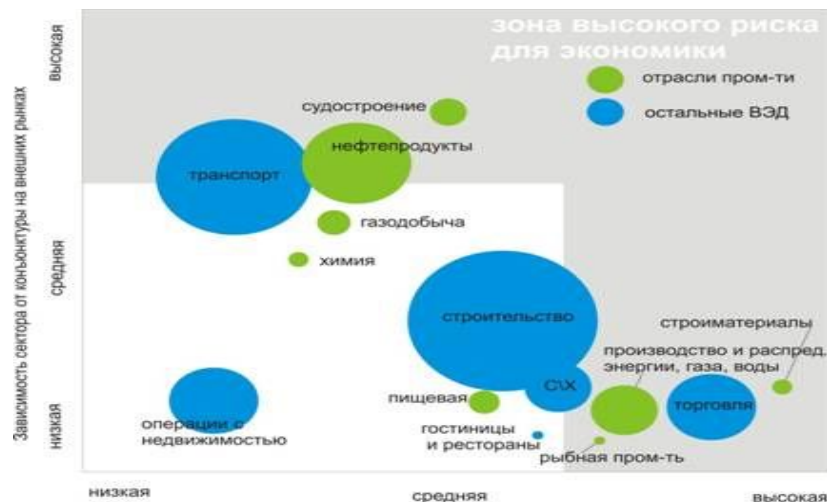 зона высокого риска
для экономики
отрасли пром-ти
остальные ВЭД
Зависимость сектора от конъюнктуры на внешних рынках
высокая
средняя
низкая
судостроение
нефтепродукты
транспорт
газодобыча
химия
строительство
стройматериалы
производство и распред.
энергии, газа, воды
С\Х
пищевая
торговля
операции с
недвижимостью
гостиницы
и рестораны
рыбная пром-ть
низкая
средняя
высокая